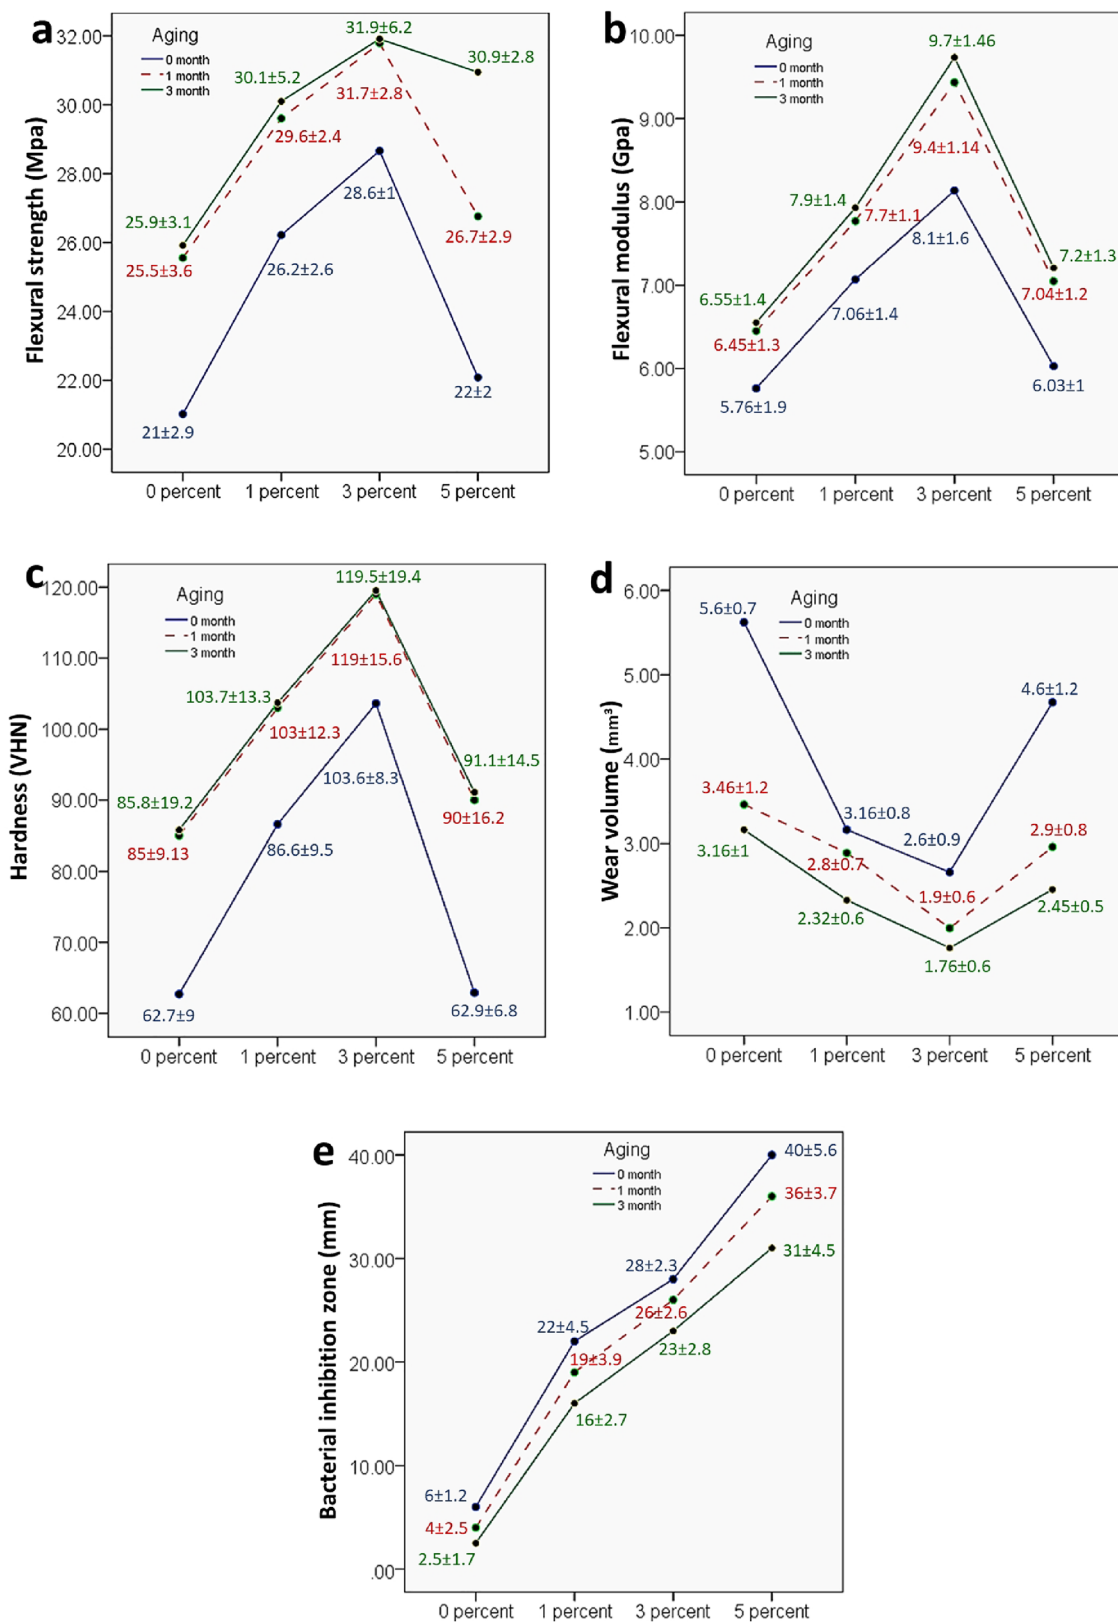 a
Flexural strength (Mpa)
Aging
0 month
1 month
3 month
32.00
30.00
28.00
26.00
24.00
22.00
20.00
31.9±6.2
30.9±2.8
30.1±5.2
31.7±2.8
29.6±2.4
28.6±1
25.9±3.1
26.7±2.9
25.5±3.6
26.2±2.6
22±2
21±2.9
0 percent 1 percent 3 percent 5 percent
b
Flexural modulus (Gpa)
Aging
0 month
1 month
3 month
10.00
9.00
8.00
7.00
6.00
5.00
9.7±1.46
9.4±1.14
7.9±1.4
7.7±1.1
8.1±1.6
7.2±1.3
6.55±1.4
7.04±1.2
7.06±1.4
6.45±1.3
6.03±1
5.76±1.9
0 percent 1 percent 3 percent 5 percent
c
Hardness (VHN)
Aging
0 month
1 month
3 month
120.00
110.00
100.00
90.00
80.00
70.00
60.00
119.5±19.4
119±15.6
103.7±13.3
103±12.3
91.1±14.5
103.6±8.3
85.8±19.2
90±16.2
85±9.13
86.6±9.5
62.7±9
62.9±6.8
0 percent 1 percent 3 percent 5 percent
d
Wear volume (mm³)
Aging
0 month
1 month
3 month
6.00
5.00
4.00
3.00
2.00
1.00
5.6±0.7
4.6±1.2
3.46±1.2
3.16±0.8
2.6±0.9
2.9±0.8
3.16±1
2.8±0.7
1.9±0.6
2.45±0.5
2.32±0.6
1.76±0.6
0 percent 1 percent 3 percent 5 percent
e
Bacterial inhibition zone (mm)
Aging
0 month
1 month
3 month
40.00
30.00
20.00
10.00
.00
40±5.6
36±3.7
31±4.5
28±2.3
26±2.6
22±4.5
23±2.8
19±3.9
16±2.7
6±1.2
4±2.5
2.5±1.7
0 percent 1 percent 3 percent 5 percent